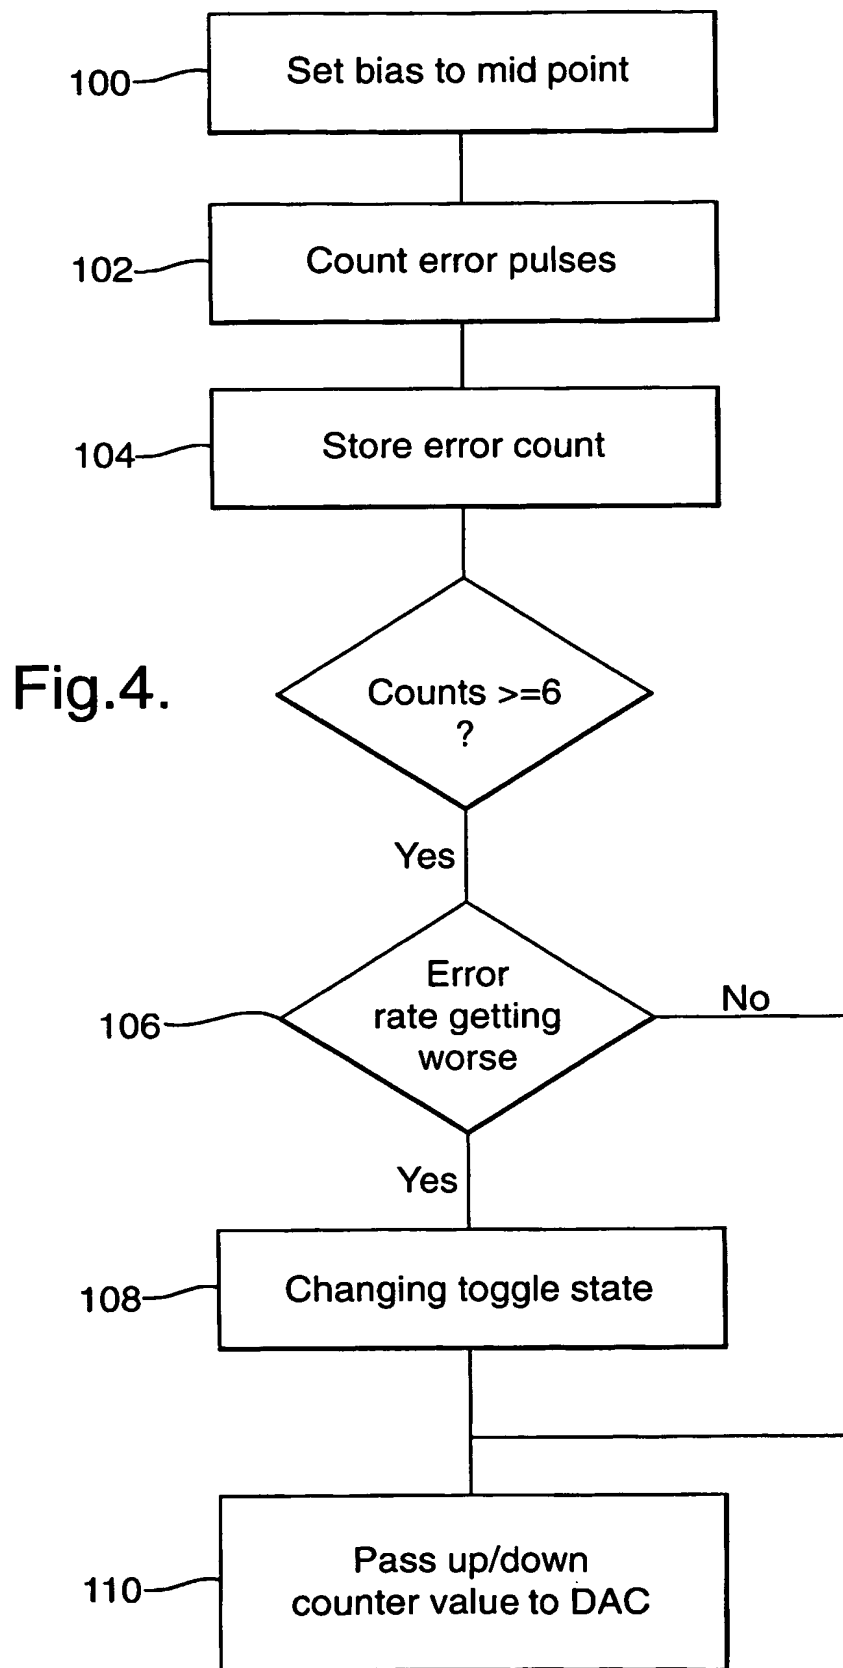 Set bias to mid point
100
Count error pulses
102
Store error count
104
Fig.4.
Counts >=6
?
Yes
Error
rate getting
worse
No
106
Yes
Changing toggle state
108
Pass up/down
counter value to DAC
110